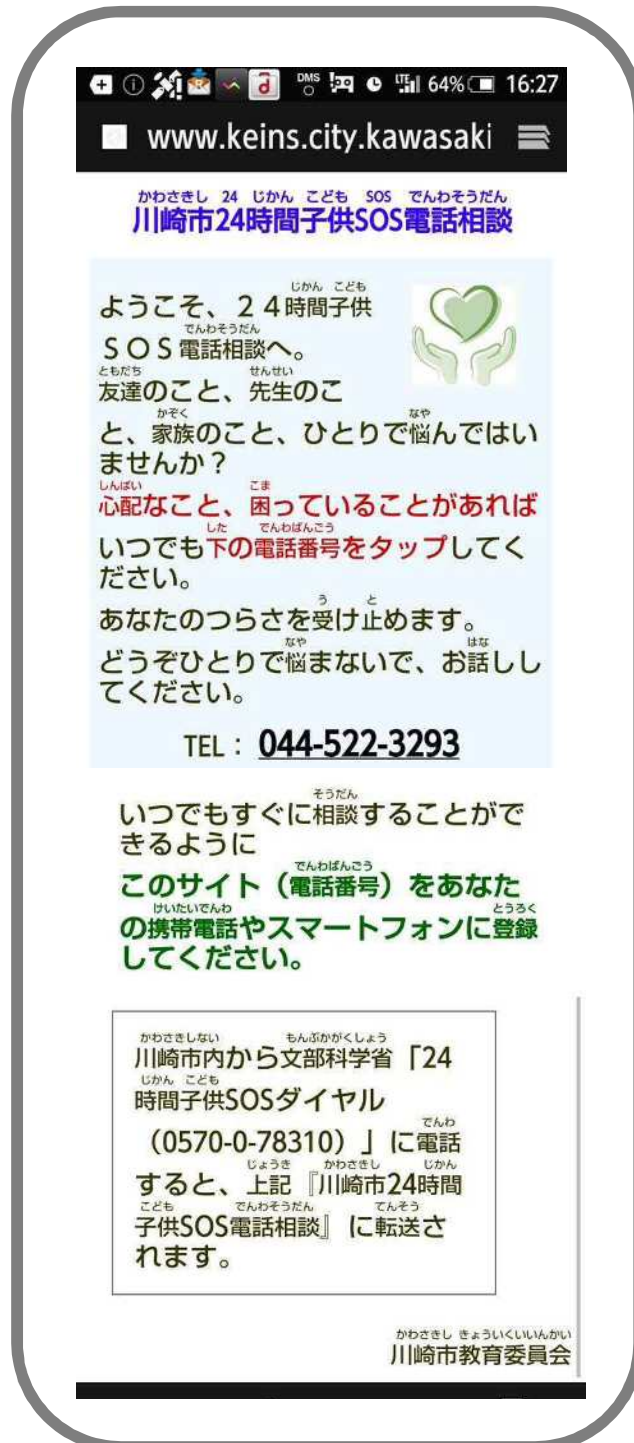 DMS LTE 64% 16:27
www.keins.city.kawasaki
かわさきし 24 じかん こども SOS でんわそうだん
川崎市24時間子供SOS電話相談
じかん こども
ようこそ、２４時間子供
でんわそうだん
ＳＯＳ電話相談へ。
ともだち せんせい
友達のこと、先生のこ
かぞく なや
と、家族のこと、ひとりで悩んではい
ませんか？
しんぱい こま
心配なこと、困っていることがあれば
した でんわばんごう
いつでも下の電話番号をタップしてく
ださい。
う と
あなたのつらさを受け止めます。
なや はな
どうぞひとりで悩まないで、お話しし
てください。
TEL： 044-522-3293
そうだん
いつでもすぐに相談することがで
きるように
でんわばんごう
このサイト（電話番号）をあなた
けいたいでんわ とうろく
の携帯電話やスマートフォンに登録
してください。
かわさきしない もんぶかがくしょう
川崎市内から文部科学省「24
じかん こども
時間子供SOSダイヤル
でんわ
（0570-0-78310）」に電話
じょうき かわさきし じかん
すると、上記『川崎市24時間
こども でんわそうだん てんそう
子供SOS電話相談』に転送さ
れます。
かわさきし きょういくいいんかい
川崎市教育委員会